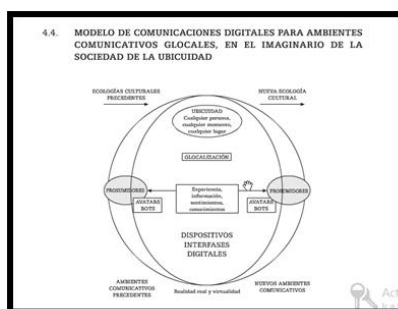 4.4. MODELO DE COMUNICACIONES DIGITALES PARA AMBIENTES
COMUNICATIVOS GLOCALES, EN EL IMAGINARIO DE LA
SOCIEDAD DE LA UBICUIDAD
ECOLOGÍAS CULTURALES
PRECEDENTES
NUEVA ECOLOGÍA
CULTURAL
UBICUIDAD
Cualquier persona,
cualquier momento,
cualquier lugar
GLOCALIZACIÓN
PROSUMIDORES
Experiencia,
información,
sentimientos,
conocimientos
PROSUMIDORES
AVATARS
BOTS
AVATARS
BOTS
DISPOSITIVOS
INTERFASES
DIGITALES
AMBIENTES
COMUNICATIVOS
PRECEDENTES
Realidad real y virtualidad
NUEVOS AMBIENTES
COMUNICATIVOS